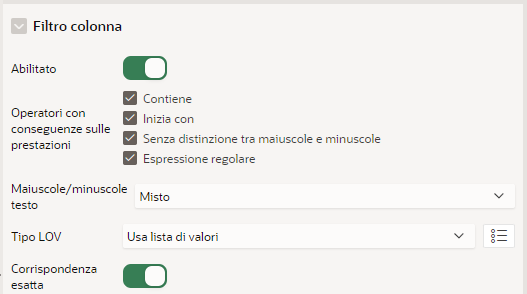 Filtro colonna
Abilitato
Operatori con
conseguenze sulle
prestazioni
Contiene
Inizia con
Senza distinzione tra maiuscole e minuscole
Espressione regolare
Maiuscole/minuscole
testo
Misto
Tipo LOV
Usa lista di valori
Corrispondenza
esatta